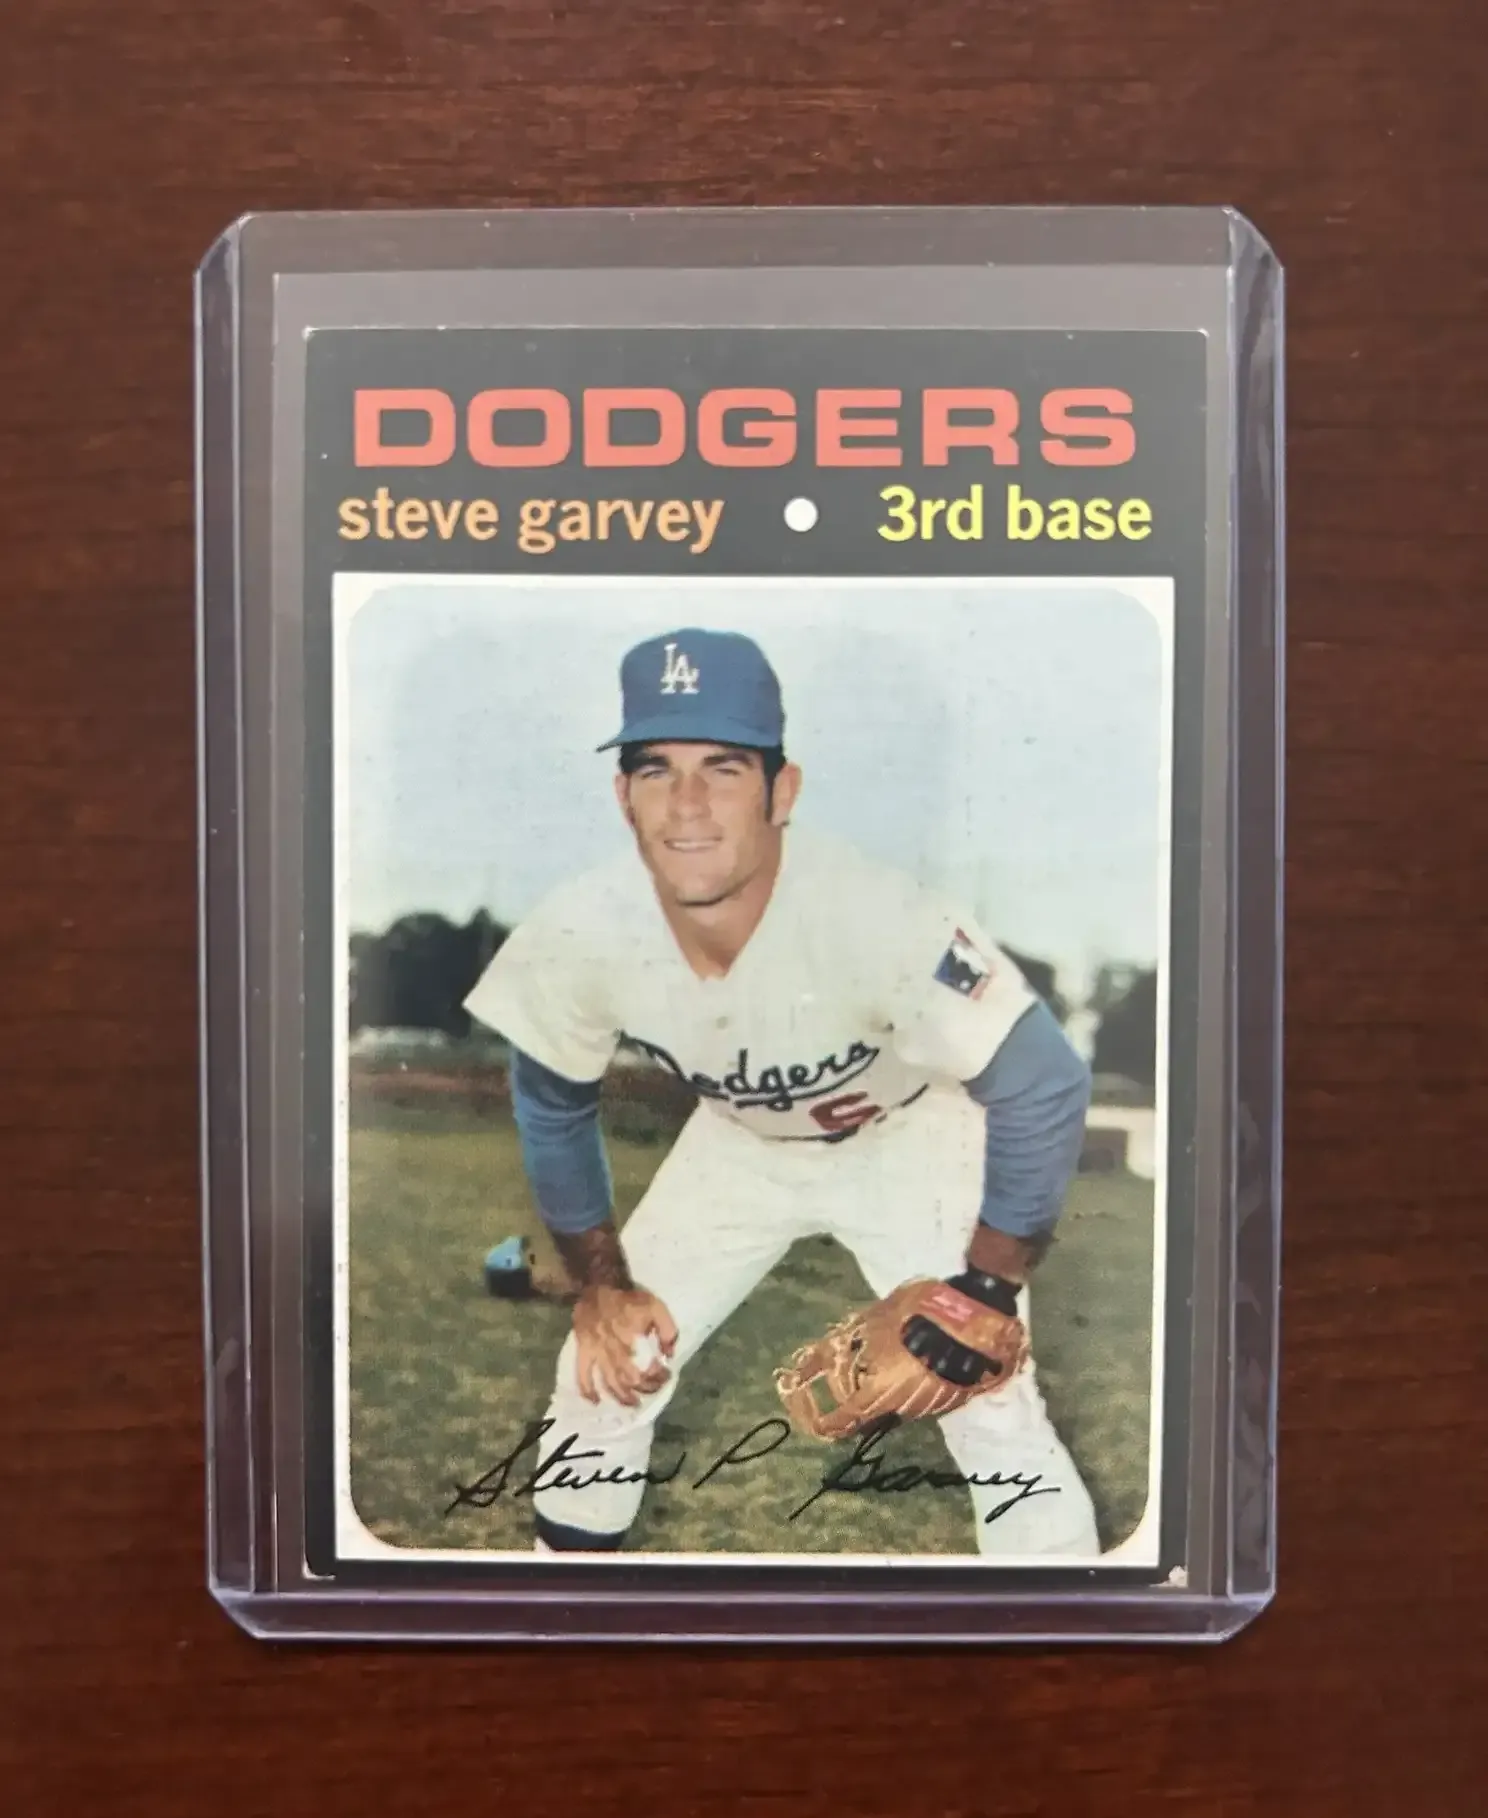 DODGERS
steve garvey • 3rd base
LA
Dodgers
Steven P Garvey